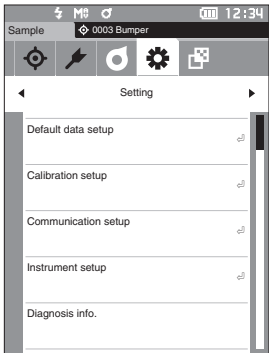 12:34
Sample
0003 Bumper
Setting
Default data setup
Calibration setup
Communication setup
Instrument setup
Diagnosis info.